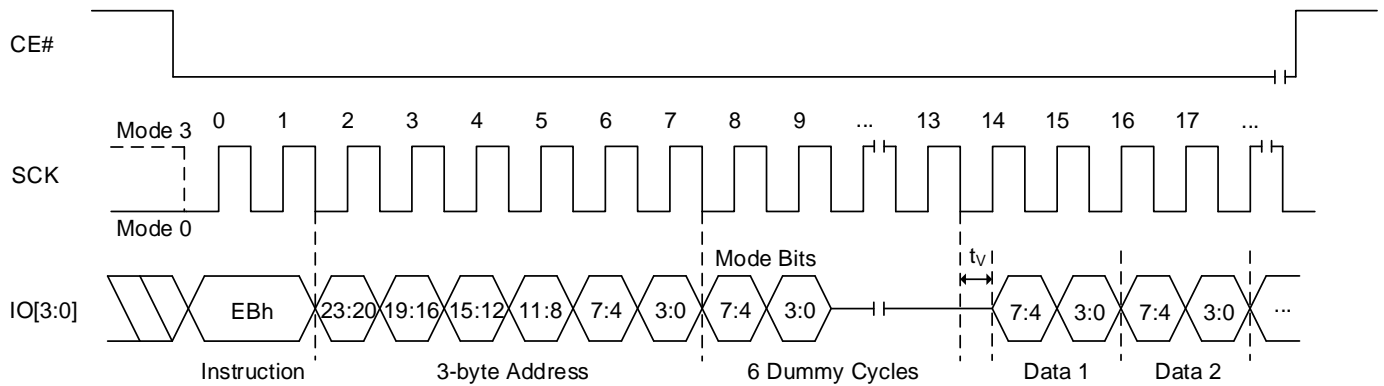 CE#
0 1 2 3 4 5 6 7 8 9 ... 13 14 15 16 17 ...
Mode 3
SCK
Mode 0
Mode Bits tV
IO[3:0] EBh 23:20 19:16 15:12 11:8 7:4 3:0 7:4 3:0 7:4 3:0 7:4 3:0 ...
Instruction 3-byte Address 6 Dummy Cycles Data 1 Data 2